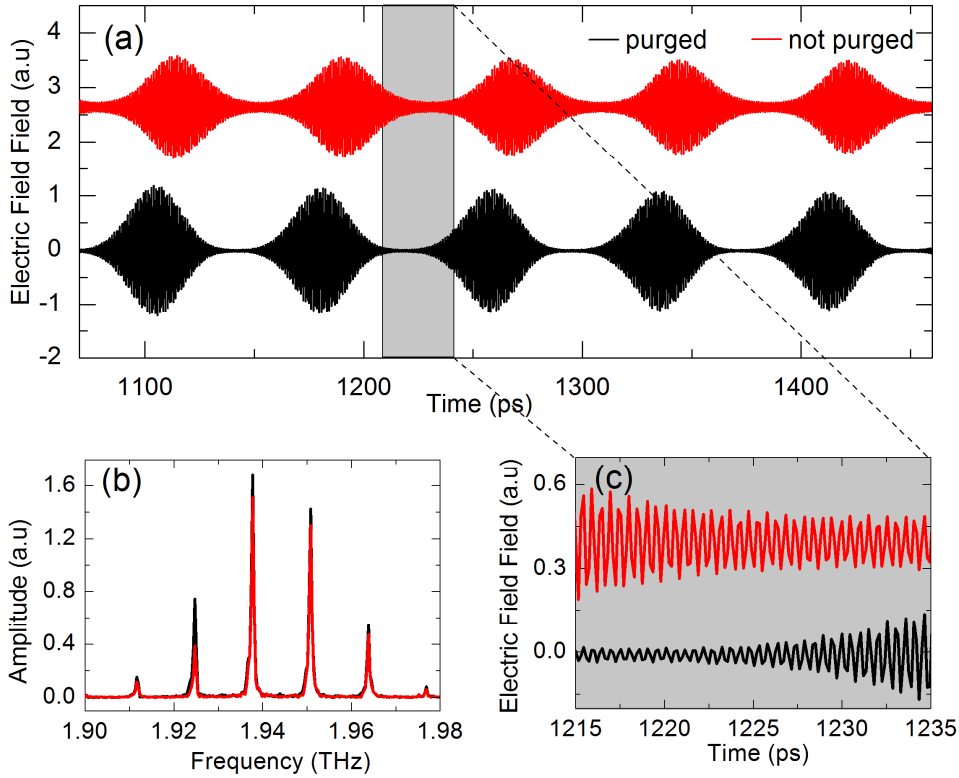 (a)
purged
not purged
Electric Field Field (a.u)
4.5
4
3
2
1
0
-1
-2
1100
1200
1300
1400
Time (ps)
(b)
Amplitude (a.u)
1.6
1.2
0.8
0.4
0.0
1.90
1.92
1.94
1.96
1.98
Frequency (THz)
(c)
Electric Field Field (a.u)
0.6
0.3
0.0
1215
1220
1225
1230
1235
Time (ps)